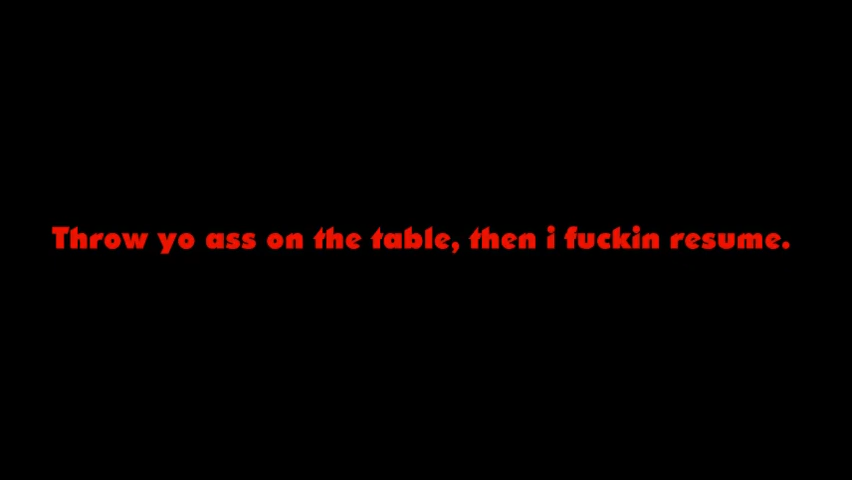 Throw yo ass on the table, then i fuckin resume.